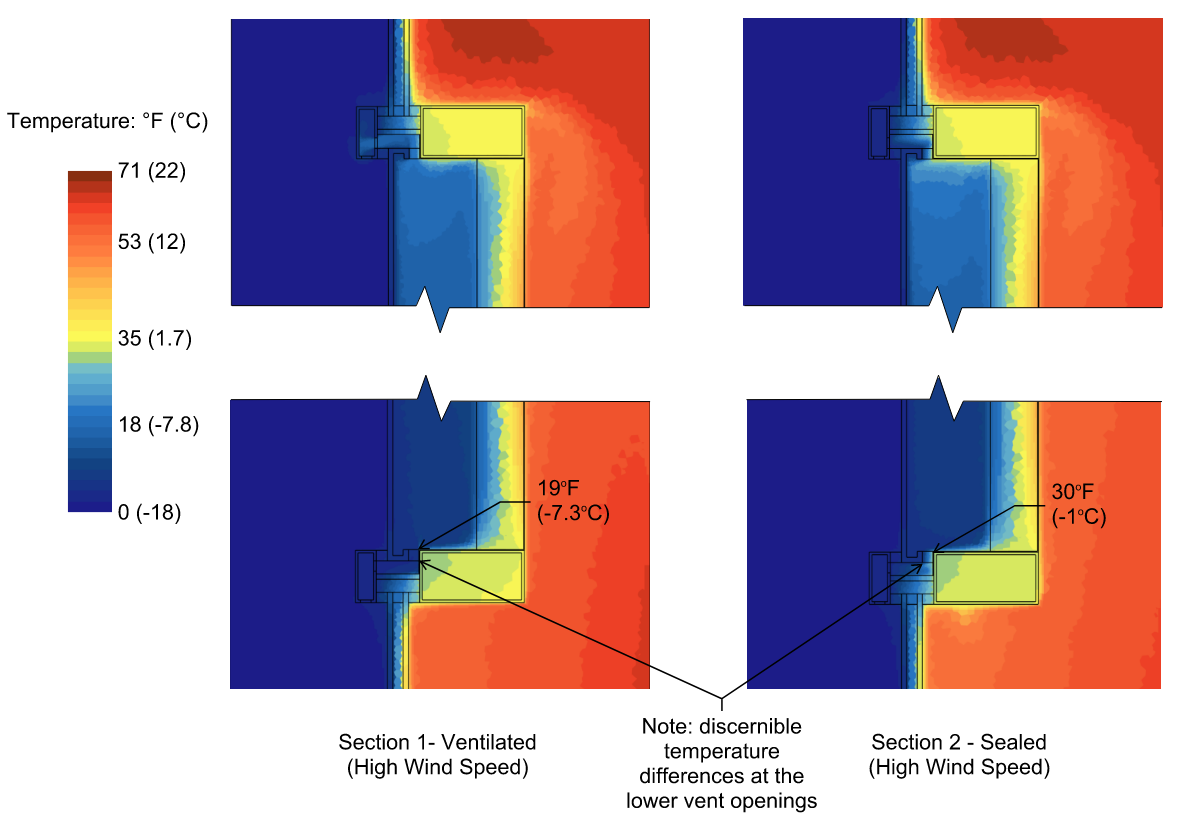 Temperature: °F (°C)
71 (22)
53 (12)
35 (1.7)
18 (-7.8)
0 (-18)
19°F
(-7.3°C)
30°F
(-1°C)
Section 1- Ventilated
(High Wind Speed)
Note: discernible
temperature
differences at the
lower vent openings
Section 2 - Sealed
(High Wind Speed)